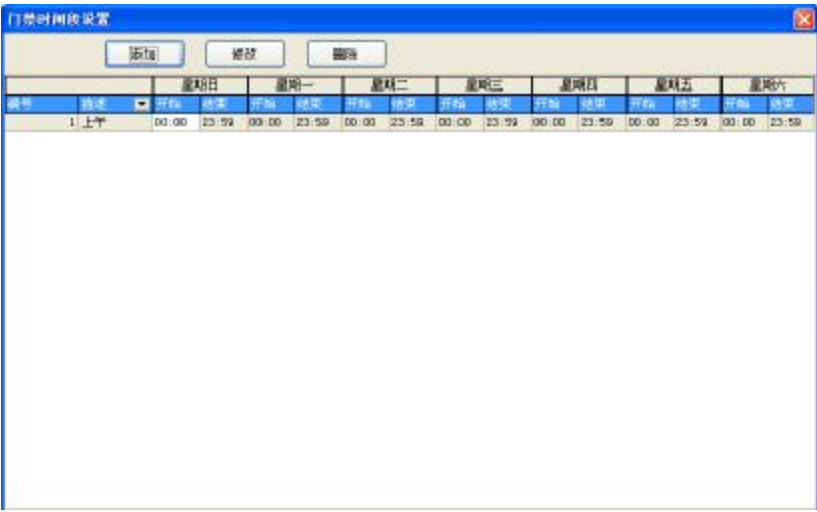 门禁时间段设置
添加 修改 删除
星期日 星期一 星期二 星期三 星期四 星期五 星期六
编号 描述 开始 结束 开始 结束 开始 结束 开始 结束 开始 结束 开始 结束 开始 结束
1 上午 00:00 23:59 00:00 23:59 00:00 23:59 00:00 23:59 00:00 23:59 00:00 23:59 00:00 23:59